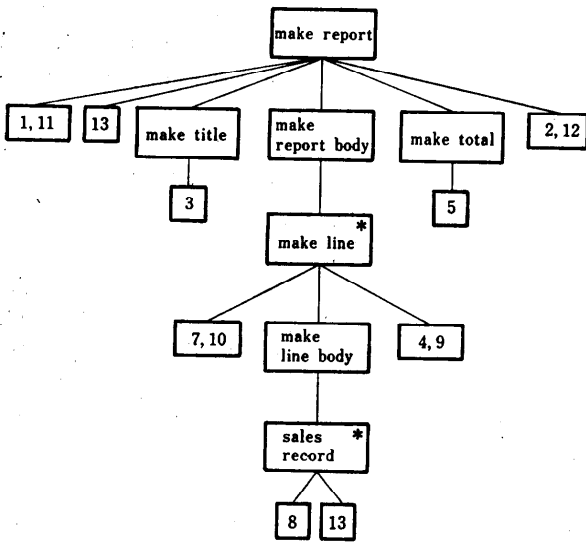 make report
1, 11
13
make title
make
report body
make total
2, 12
3
5
make line
*
7, 10
make
line body
4, 9
sales
record
*
8
13